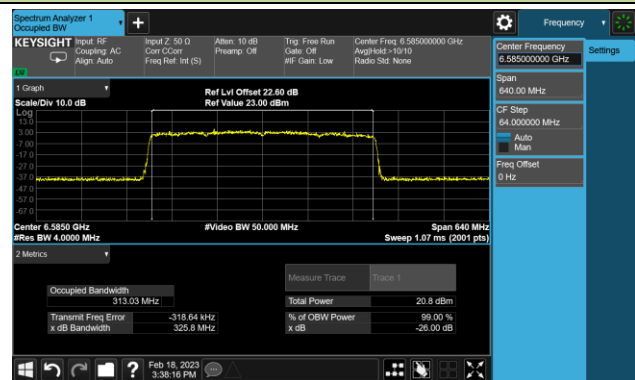 Spectrum Analyzer 1
Occupied BW
Frequency
KEYSIGHT
Input: RF
Coupling: AC
Align: Auto
Input Z: 50 Ω
Corr CCorr
Freq Ref: Int (S)
Atten: 10 dB
Preamp: Off
Trig: Free Run
Gate: Off
#IF Gain: Low
Center Freq: 6.585000000 GHz
Avg|Hold:>10/10
Radio Std: None
Center Frequency
6.585000000 GHz
Settings
Span
640.00 MHz
CF Step
64.000000 MHz
Auto
Man
Freq Offset
0 Hz
1 Graph
Scale/Div 10.0 dB
Ref Lvl Offset 22.60 dB
Ref Value 23.00 dBm
Log
13.0
3.00
-7.00
-17.0
-27.0
-37.0
-47.0
-57.0
-67.0
Center 6.5850 GHz
#Video BW 50.000 MHz
Span 640 MHz
#Res BW 4.0000 MHz
Sweep 1.07 ms (2001 pts)
2 Metrics
Measure Trace
Trace 1
Occupied Bandwidth
313.03 MHz
Total Power
20.8 dBm
Transmit Freq Error
-318.64 kHz
% of OBW Power
99.00 %
x dB Bandwidth
325.8 MHz
x dB
-26.00 dB
Feb 18, 2023
3:38:16 PM